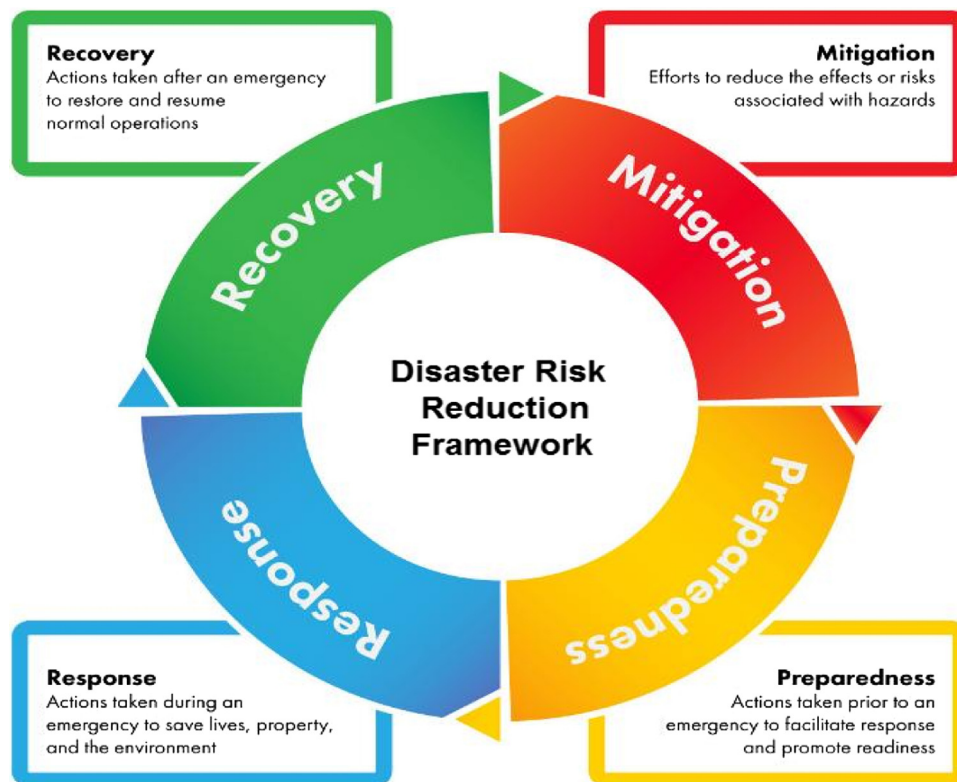 Recovery
Actions taken after an emergency
to restore and resume
normal operations
Mitigation
Efforts to reduce the effects or risks
associated with hazards
Recovery
Mitigation
Disaster Risk
Reduction
Framework
Response
Preparedness
Response
Actions taken during an
emergency to save lives, property,
and the environment
Preparedness
Actions taken prior to an
emergency to facilitate response
and promote readiness